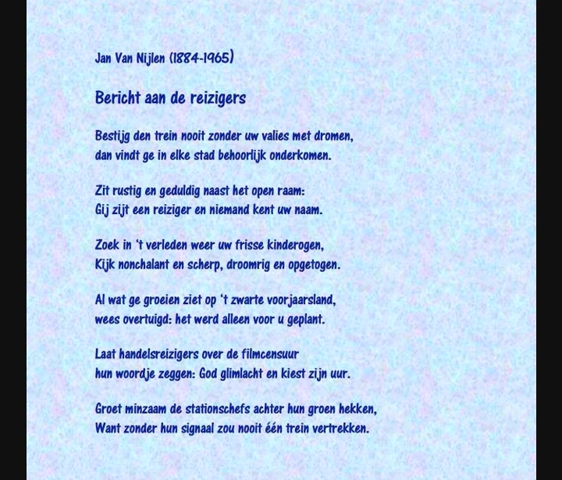 Jan Van Nijlen (1884-1965)
Bericht aan de reizigers
Bestijg den trein nooit zonder uw valies met dromen,
dan vindt ge in elke stad behoorlijk onderkomen.
Zit rustig en geduldig naast het open raam:
Gij zijt een reiziger en niemand kent uw naam.
Zoek in 't verleden weer uw frisse kinderogen,
Kijk nonchalant en scherp, droomrig en opgetogen.
Al wat ge groeien ziet op 't zwarte voorjaarsland,
wees overtuigd: het werd alleen voor u geplant.
Laat handelsreizigers over de filmcensuur
hun woordje zeggen: God glimlacht en kiest zijn uur.
Groet minzaam de stationschefs achter hun groen hekken,
Want zonder hun signaal zou nooit één trein vertrekken.